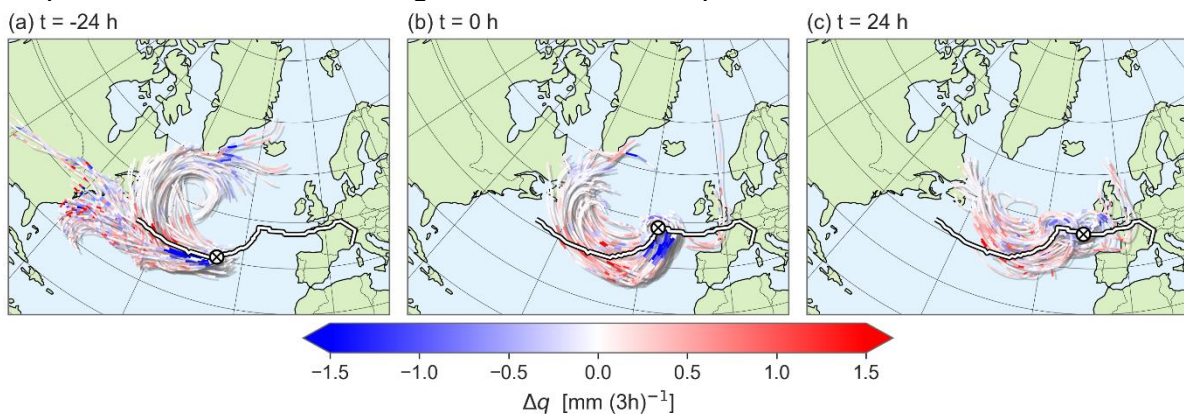 (a) t = -24 h
(b) t = 0 h
(c) t = 24 h
−1.5 −1.0 −0.5 0.0 0.5 1.0 1.5
Δq [mm (3h)⁻¹]